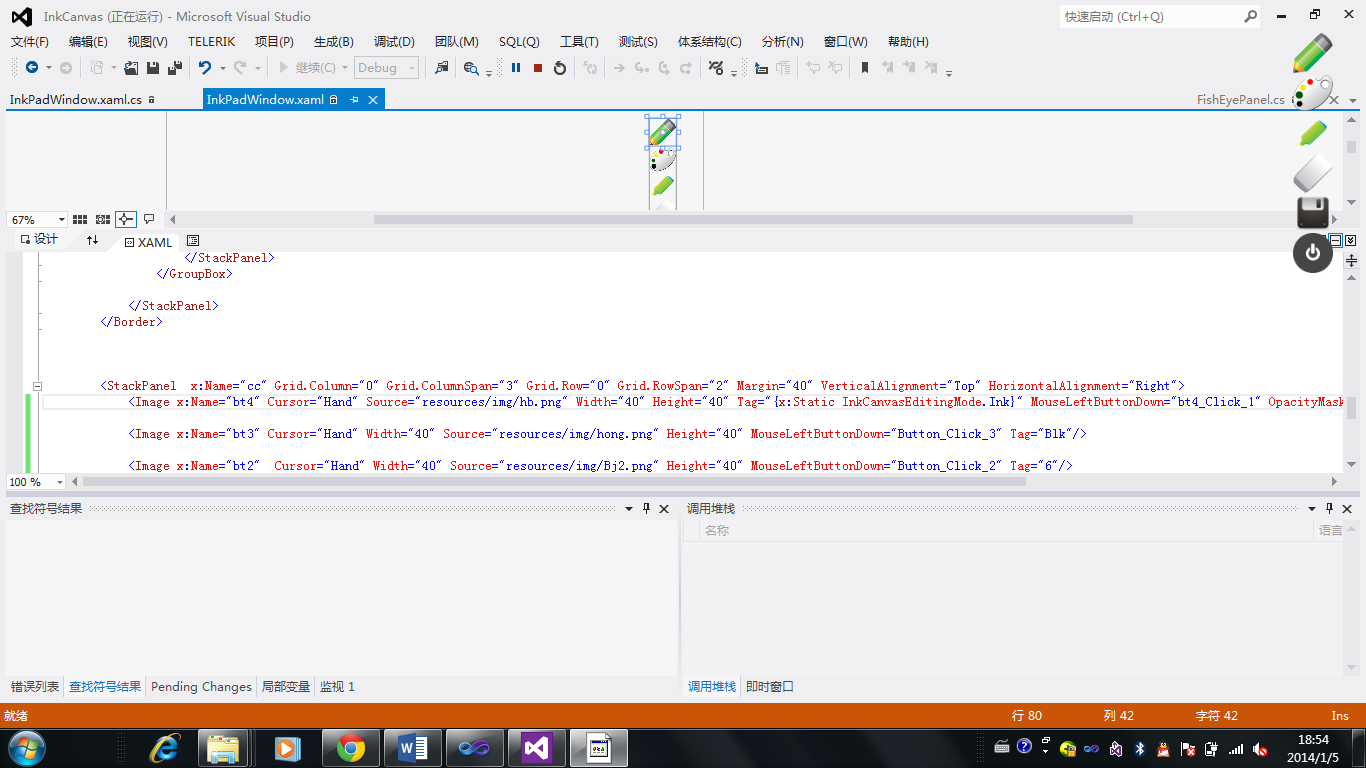 InkCanvas (正在运行) - Microsoft Visual Studio
快速启动 (Ctrl+Q)
文件(F) 编辑(E) 视图(V) TELERIK 项目(P) 生成(B) 调试(D) 团队(M) SQL(Q) 工具(T) 测试(S) 体系结构(C) 分析(N) 窗口(W) 帮助(H)
继续(C) Debug
InkPadWindow.xaml.cs InkPadWindow.xaml FishEyePanel.cs
67%
设计 XAML
</StackPanel>
</GroupBox>
</StackPanel>
</Border>
<StackPanel  x:Name="cc" Grid.Column="0" Grid.ColumnSpan="3" Grid.Row="0" Grid.RowSpan="2" Margin="40" VerticalAlignment="Top" HorizontalAlignment="Right">
<Image x:Name="bt4" Cursor="Hand" Source="resources/img/hb.png" Width="40" Height="40" Tag="{x:Static InkCanvasEditingMode.Ink}" MouseLeftButtonDown="bt4_Click_1" OpacityMask
<Image x:Name="bt3" Cursor="Hand" Width="40" Source="resources/img/hong.png" Height="40" MouseLeftButtonDown="Button_Click_3" Tag="Blk"/>
<Image x:Name="bt2"  Cursor="Hand" Width="40" Source="resources/img/Bj2.png" Height="40" MouseLeftButtonDown="Button_Click_2" Tag="6"/>
100 %
查找符号结果 调用堆栈
名称 语言
错误列表 查找符号结果 Pending Changes 局部变量 监视 1 调用堆栈 即时窗口
就绪 行 80 列 42 字符 42 Ins
18:54
2014/1/5